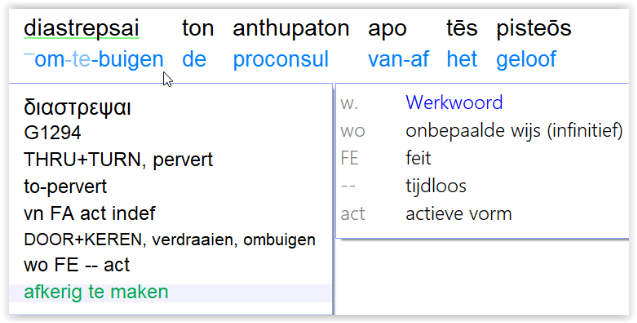 diastrepsai ton anthupaton apo tēs pisteōs
¯om-te-buigen de proconsul van-af het geloof
διαστρεψαι
G1294
THRU+TURN, pervert
to-pervert
vn FA act indef
DOOR+KEREN, verdraaien, ombuigen
wo FE -- act
afkerig te maken
w. Werkwoord
wo onbepaalde wijs (infinitief)
FE feit
-- tijdloos
act actieve vorm